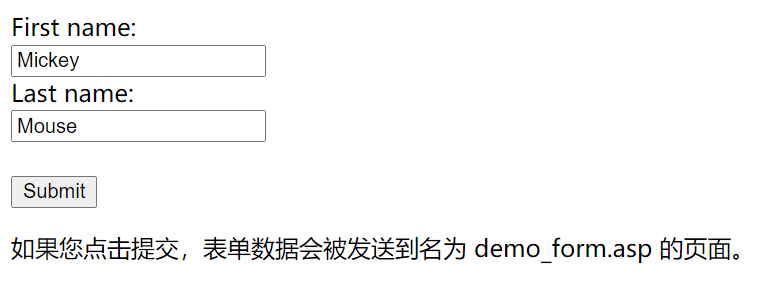 First name:
Mickey
Last name:
Mouse
Submit
如果您点击提交，表单数据会被发送到名为 demo_form.asp 的页面。